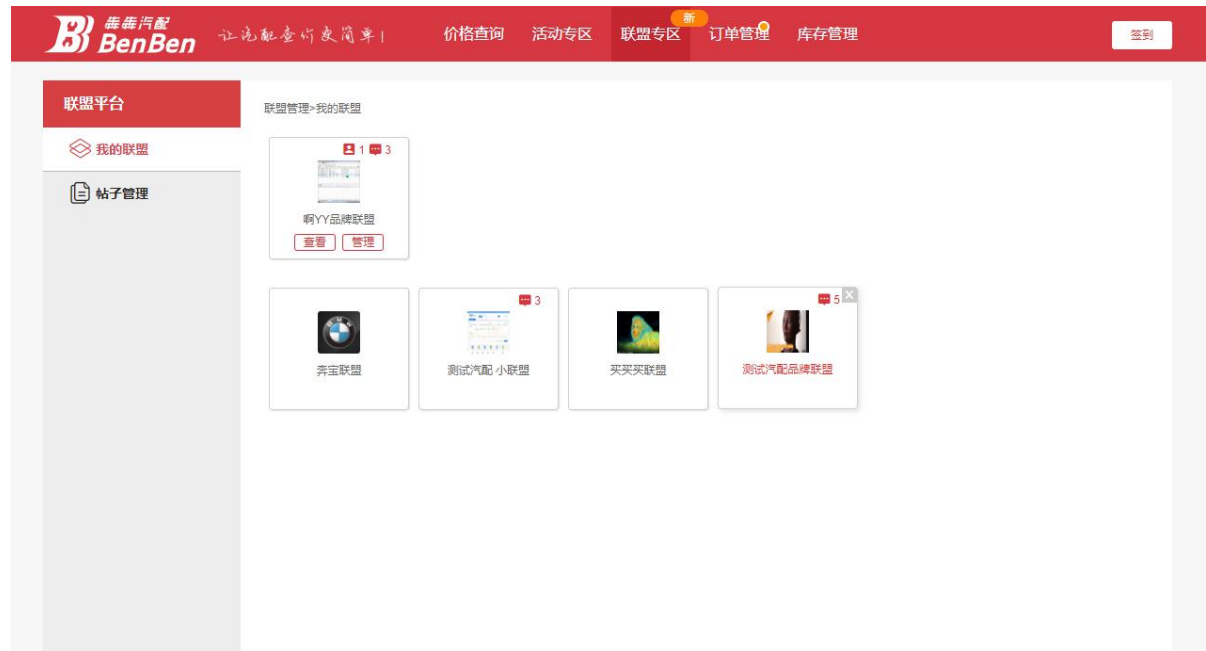 犇犇汽配
BenBen
让汽配查价更简单!
价格查询
活动专区
联盟专区
新
订单管理
库存管理
签到
联盟平台
我的联盟
帖子管理
联盟管理>我的联盟
1 3
啊YY品牌联盟
查看 管理
3
5 X
奔宝联盟
测试汽配 小联盟
买买买联盟
测试汽配品牌联盟